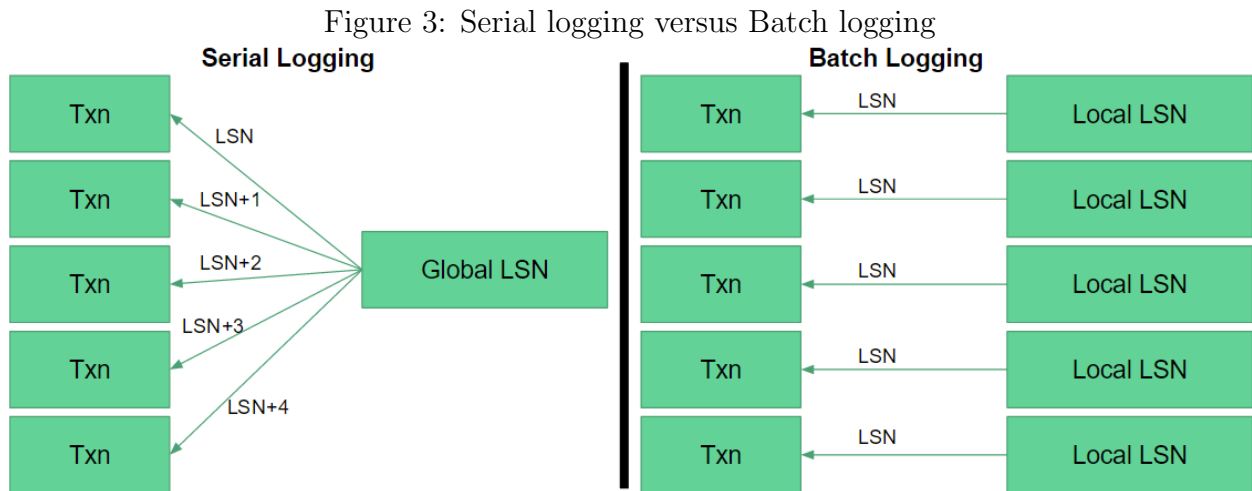 Figure 3: Serial logging versus Batch logging
Serial Logging
Txn
Txn
Txn
Txn
Txn
LSN
LSN+1
LSN+2
LSN+3
LSN+4
Global LSN
Batch Logging
Txn
LSN
Local LSN
Txn
LSN
Local LSN
Txn
LSN
Local LSN
Txn
LSN
Local LSN
Txn
LSN
Local LSN